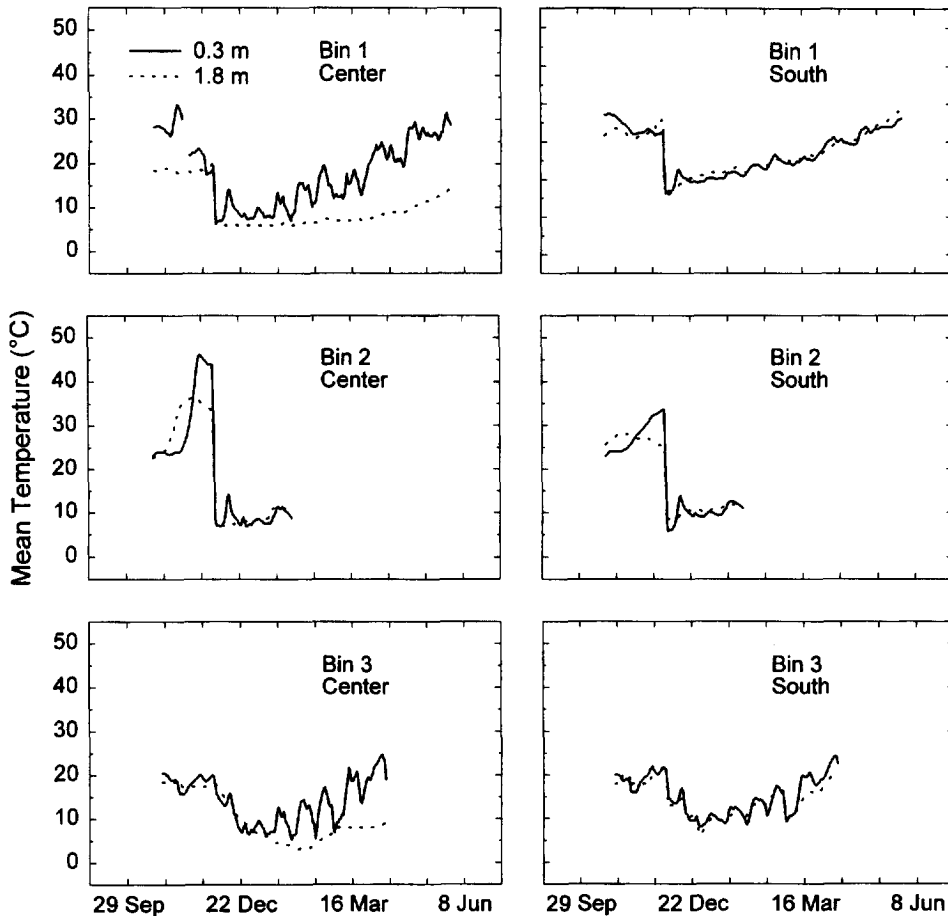 55
50
40
30
20
10
0
0.3 m
1.8 m
Bin 1
Center
Bin 1
South
Mean Temperature (°C)
50
40
30
20
10
0
Bin 2
Center
Bin 2
South
50
40
30
20
10
0
Bin 3
Center
Bin 3
South
29 Sep 22 Dec 16 Mar 8 Jun
29 Sep 22 Dec 16 Mar 8 Jun